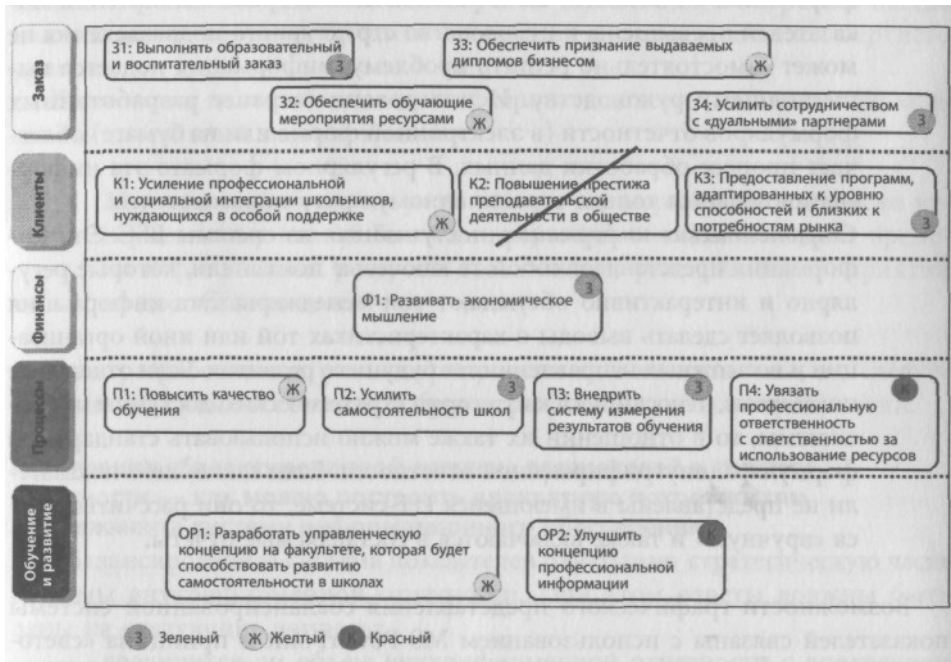 Заказ
З1: Выполнять образовательный
и воспитательный заказ
З
З3: Обеспечить признание выдаваемых
дипломов бизнесом
Ж
З2: Обеспечить обучающие
мероприятия ресурсами
Ж
З4: Усилить сотрудничеством
с «дуальными» партнерами
З
Клиенты
К1: Усиление профессиональной
и социальной интеграции школьников,
нуждающихся в особой поддержке
Ж
К2: Повышение престижа
преподавательской
деятельности в обществе
К3: Предоставление программ,
адаптированных к уровню
способностей и близких к
потребностям рынка
З
Финансы
Ф1: Развивать экономическое
мышление
З
Процессы
П1: Повысить качество
обучения
Ж
П2: Усилить
самостоятельность школ
З
П3: Внедрить
систему измерения
результатов обучения
З
П4: Увязать
профессиональную
ответственность
с ответственностью за
использование ресурсов
К
Обучение
и развитие
ОР1: Разработать управленческую
концепцию на факультете, которая будет
способствовать развитию
самостоятельности в школах
Ж
ОР2: Улучшить
концепцию
профессиональной
информации
К
З Зеленый Ж Желтый К Красный